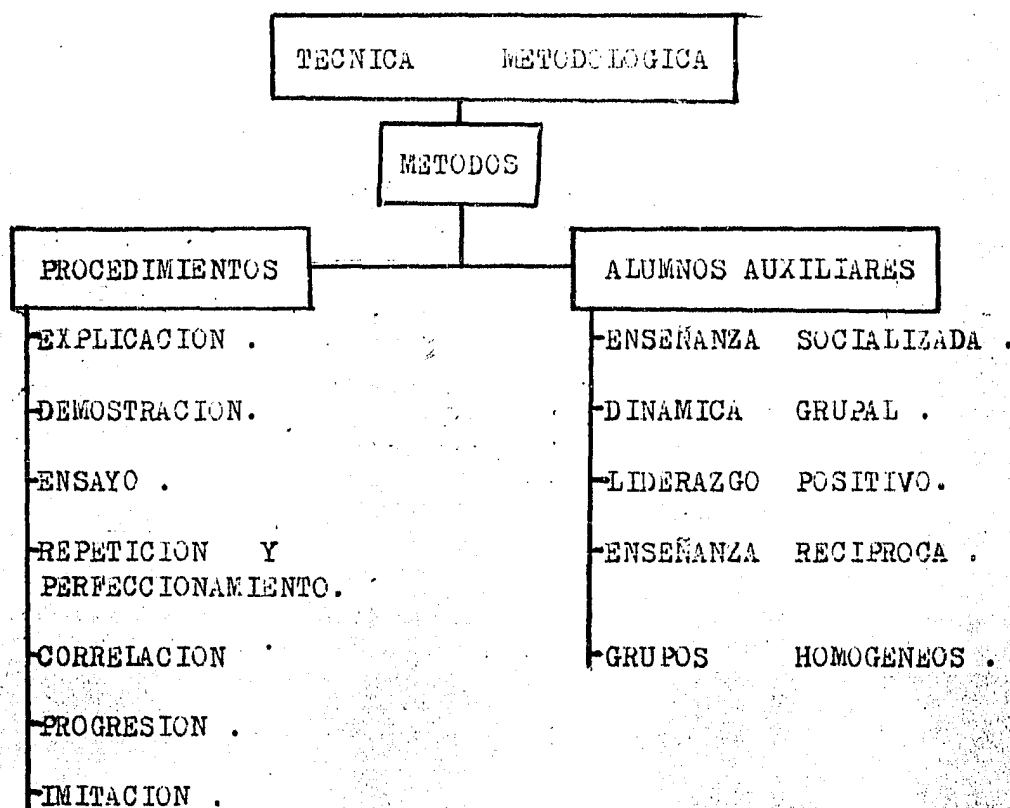 TECNICA METODOLOGICA
METODOS
PROCEDIMIENTOS
EXPLICACION .
DEMOSTRACION.
ENSAYO .
REPETICION Y
PERFECCIONAMIENTO.
CORRELACION
PROGRESION .
IMITACION .
ALUMNOS AUXILIARES
ENSEÑANZA SOCIALIZADA .
DINAMICA GRUPAL .
LIDERAZGO POSITIVO.
ENSEÑANZA RECIPROCA .
GRUPOS HOMOGENEOS .